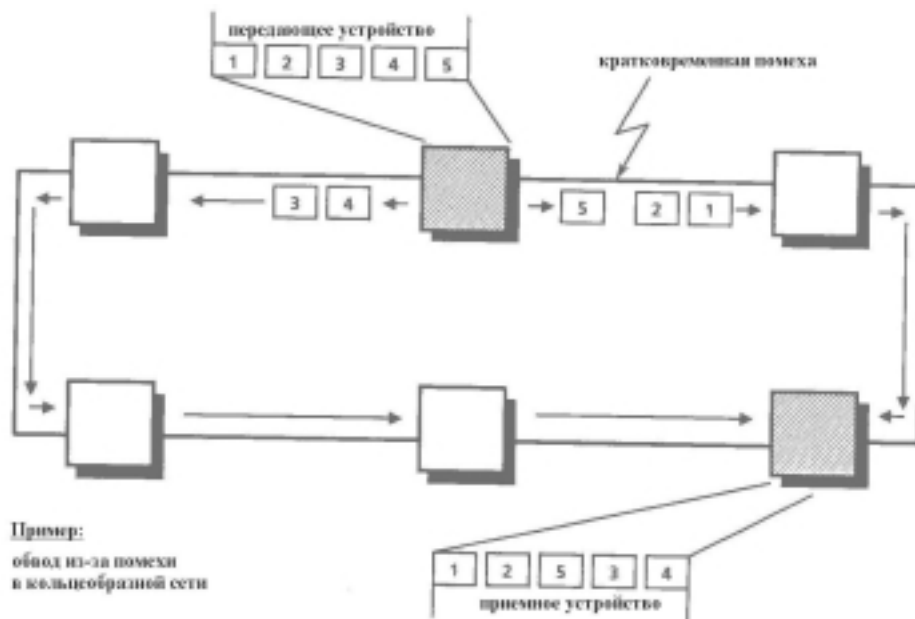 передающее устройство
1 2 3 4 5
кратковременная помеха
3 4
5 2 1
Пример:
обвод из-за помехи
в кольцеобразной сети
1 2 5 3 4
приемное устройство